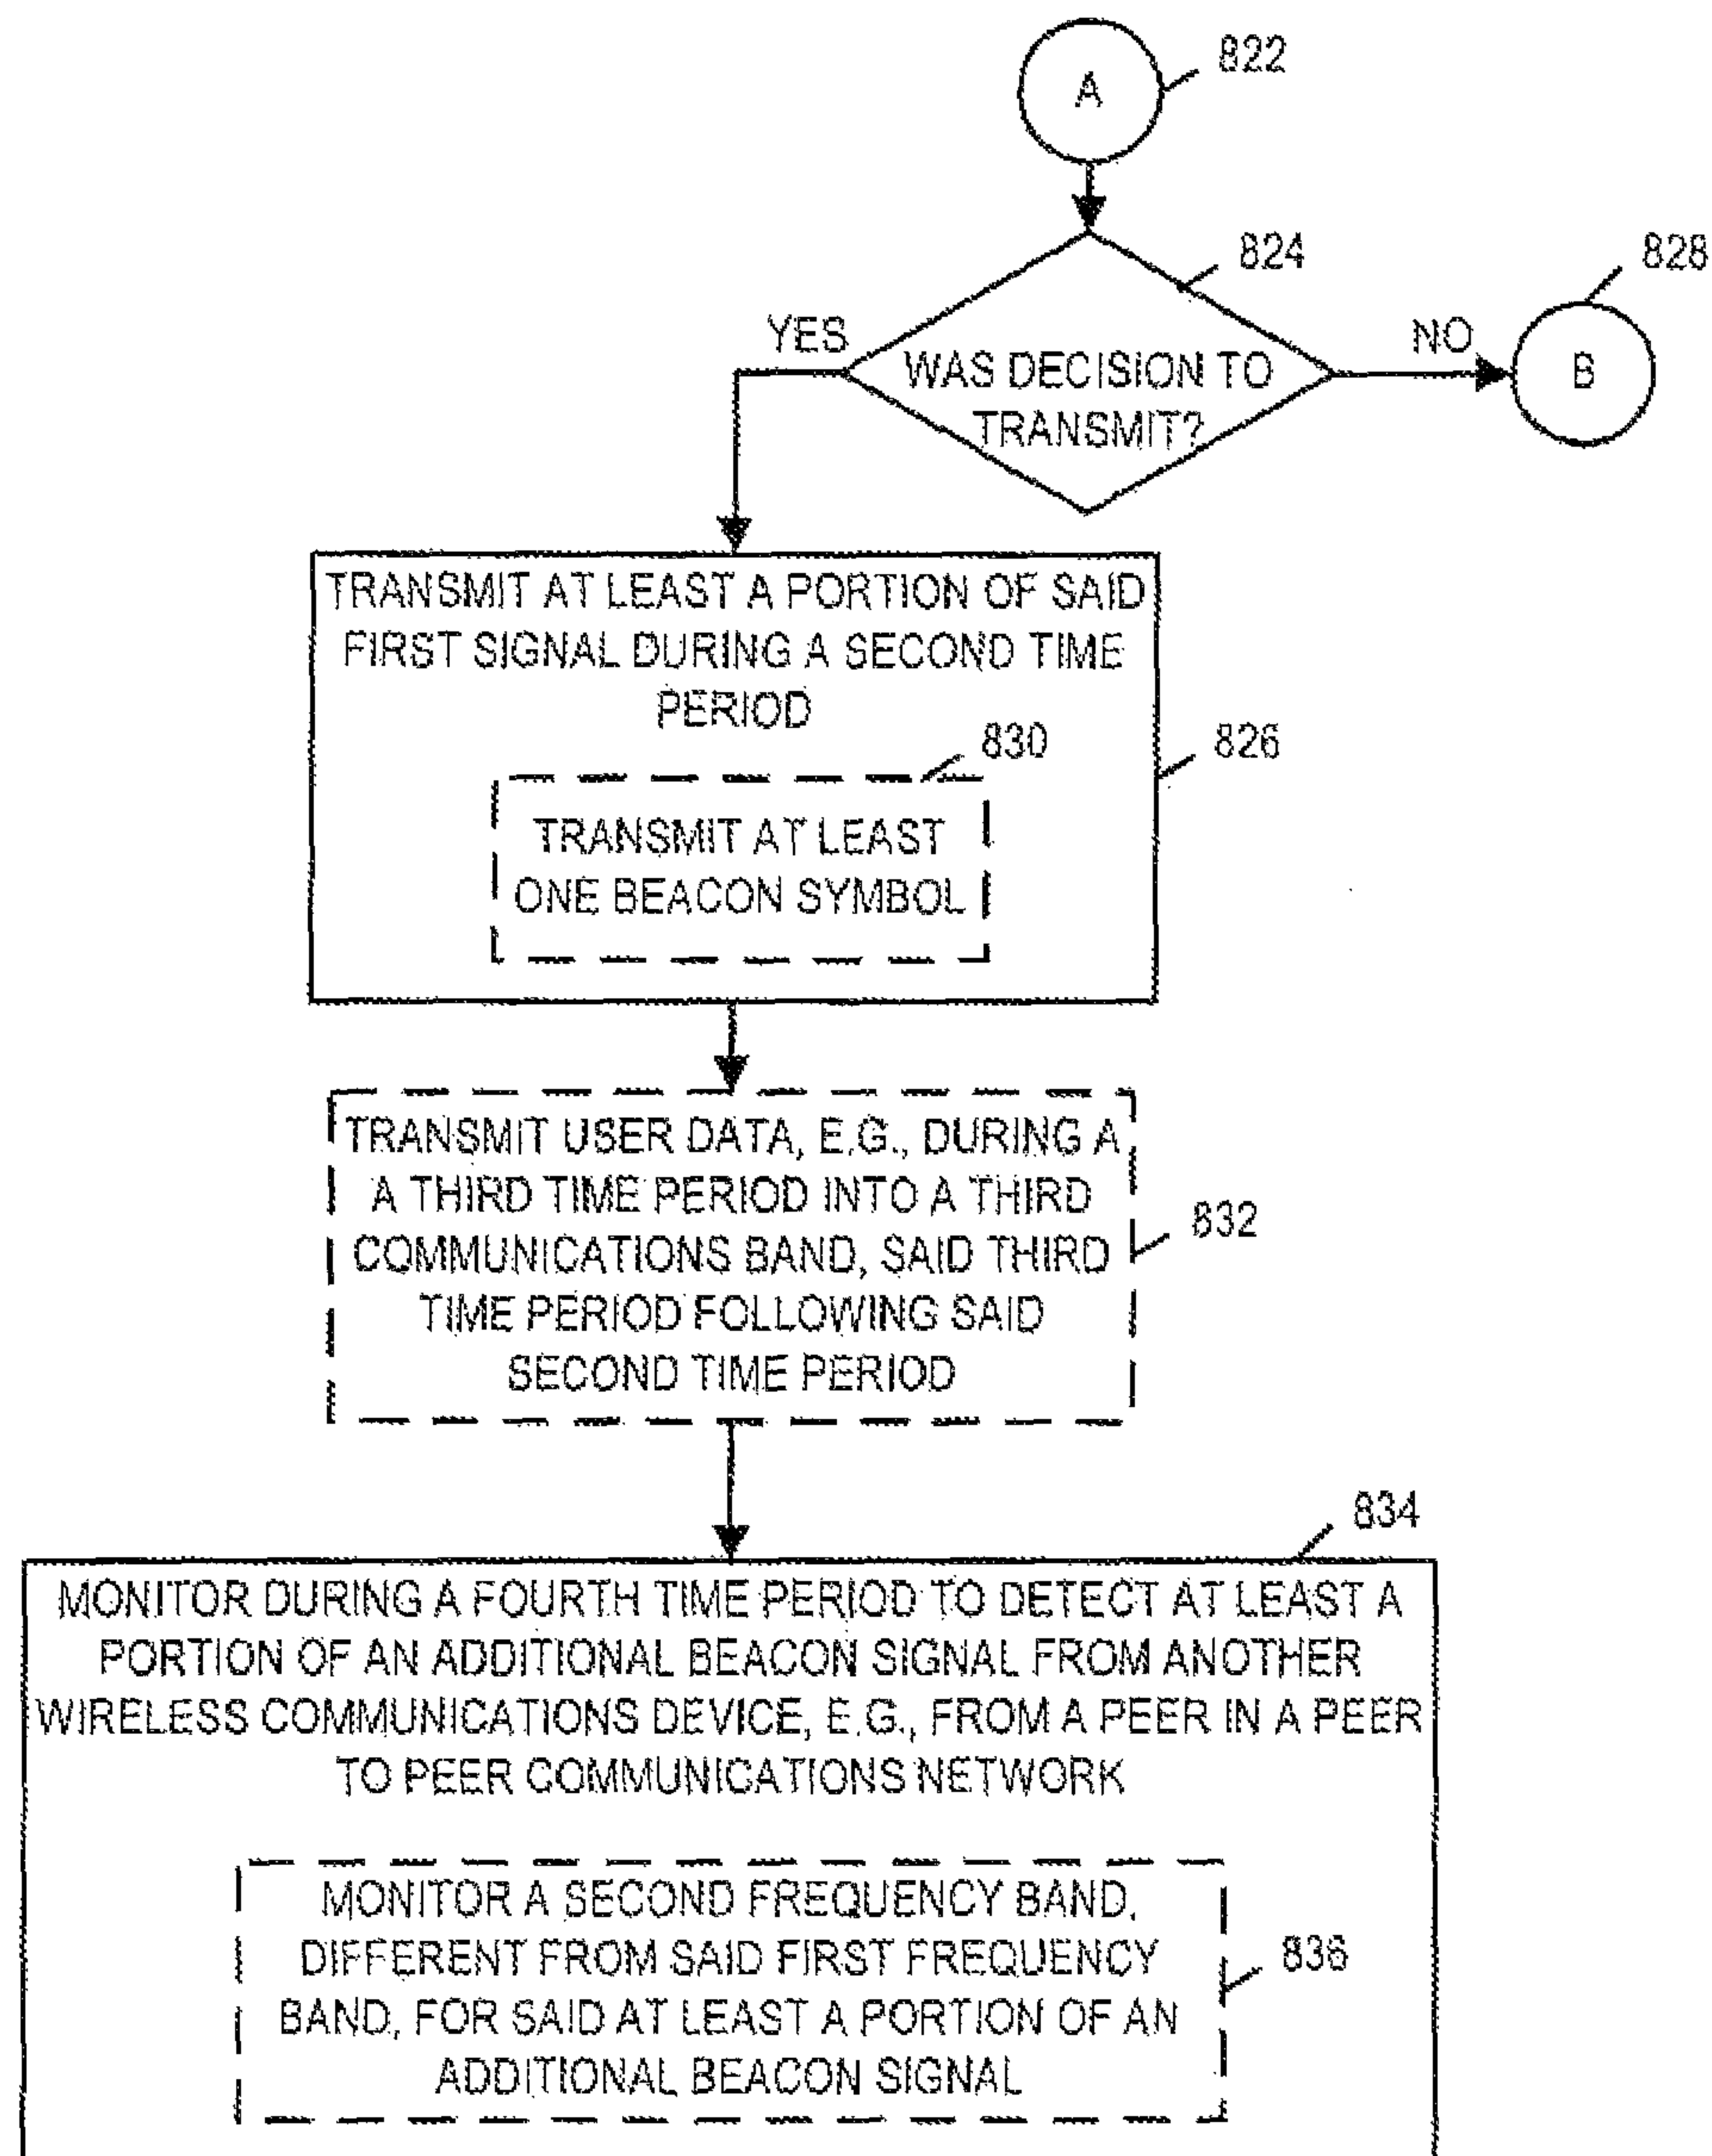 A
822
824
828
YES
NO
WAS DECISION TO
TRANSMIT?
B
TRANSMIT AT LEAST A PORTION OF SAID
FIRST SIGNAL DURING A SECOND TIME
PERIOD
826
830
TRANSMIT AT LEAST
ONE BEACON SYMBOL
TRANSMIT USER DATA, E.G., DURING A
A THIRD TIME PERIOD INTO A THIRD
COMMUNICATIONS BAND, SAID THIRD
TIME PERIOD FOLLOWING SAID
SECOND TIME PERIOD
832
834
MONITOR DURING A FOURTH TIME PERIOD TO DETECT AT LEAST A
PORTION OF AN ADDITIONAL BEACON SIGNAL FROM ANOTHER
WIRELESS COMMUNICATIONS DEVICE, E.G., FROM A PEER IN A PEER
TO PEER COMMUNICATIONS NETWORK
MONITOR A SECOND FREQUENCY BAND,
DIFFERENT FROM SAID FIRST FREQUENCY
BAND, FOR SAID AT LEAST A PORTION OF AN
ADDITIONAL BEACON SIGNAL
836